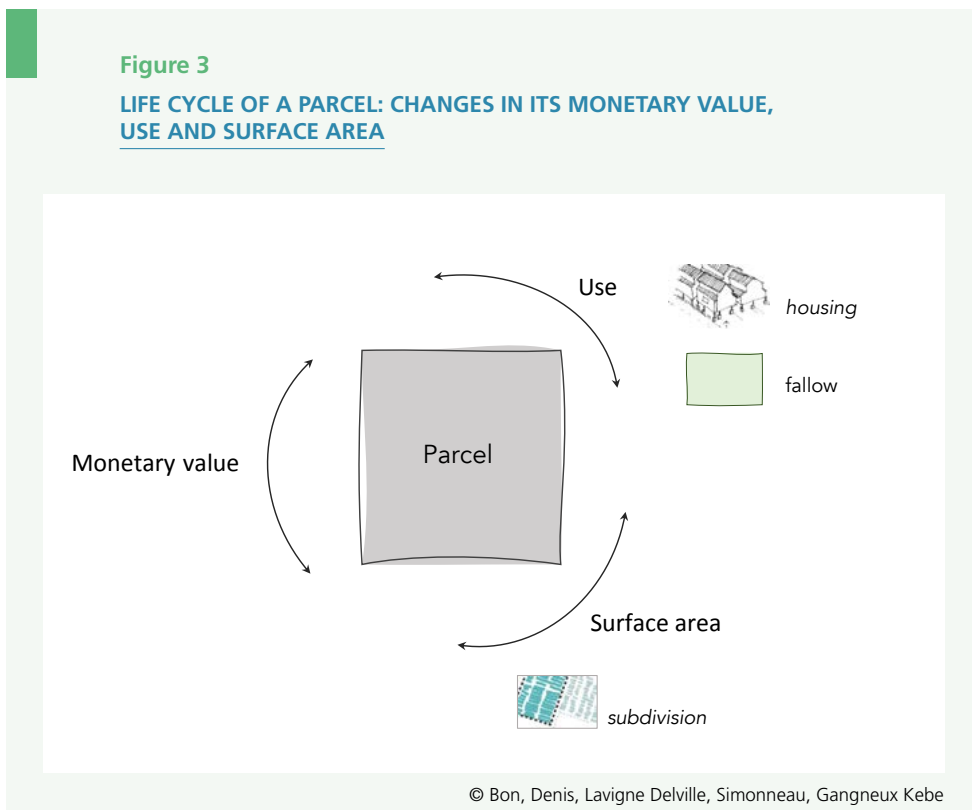 Figure 3
LIFE CYCLE OF A PARCEL: CHANGES IN ITS MONETARY VALUE,
USE AND SURFACE AREA
Use
housing
fallow
Parcel
Monetary value
Surface area
subdivision
© Bon, Denis, Lavigne Delville, Simonneau, Gangneux Kebe